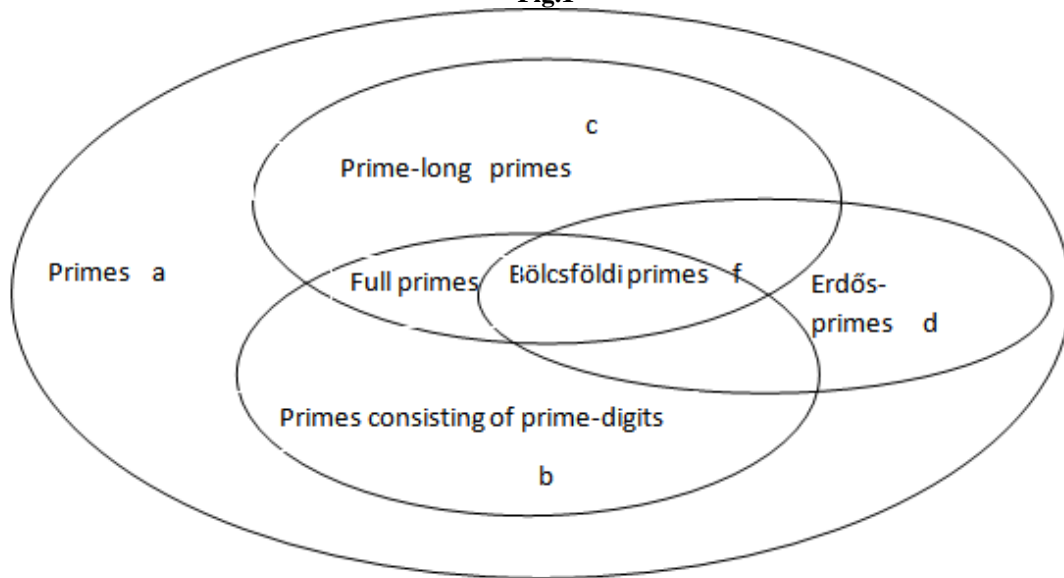 Fig.1
c
Prime-long primes
Primes a
Full primes
Bölcsföldi primes f
Erdős-
primes d
Primes consisting of prime-digits
b